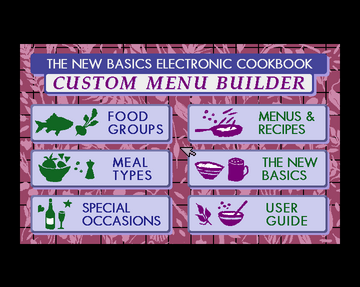 THE NEW BASICS ELECTRONIC COOKBOOK
CUSTOM MENU BUILDER
FOOD
GROUPS
MENUS &
RECIPES
MEAL
TYPES
THE NEW
BASICS
SPECIAL
OCCASIONS
USER
GUIDE